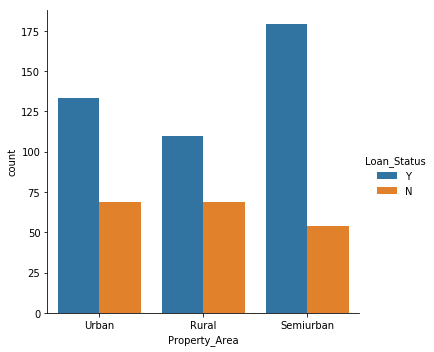 175
150
125
100
75
50
25
0
count
Urban
Rural
Semiurban
Property_Area
Loan_Status
Y
N